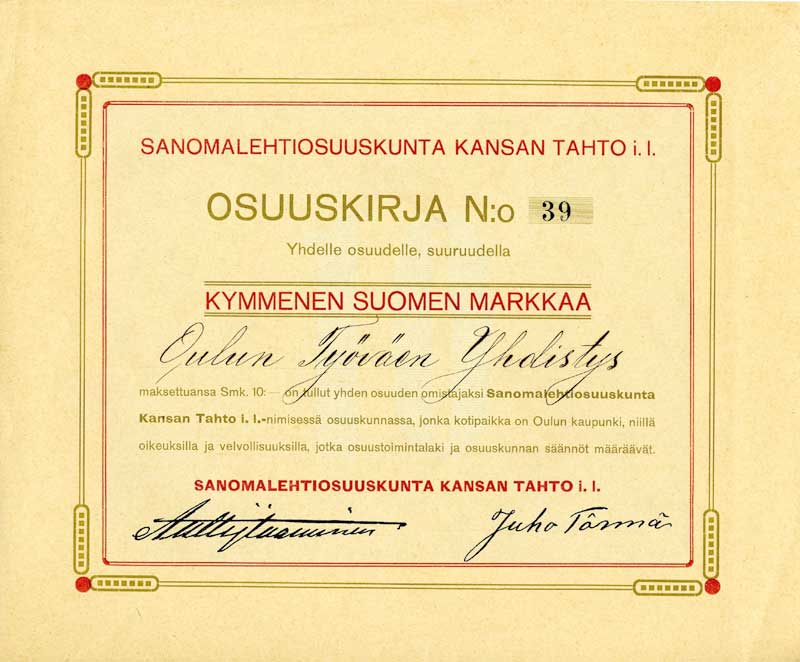 SANOMALEHTIOSUUSKUNTA KANSAN TAHTO i. l.
OSUUSKIRJA N:o 39
Yhdelle osuudelle, suuruudella
KYMMENEN SUOMEN MARKKAA
Oulun Työväen Yhdistys
maksettuansa Smk. 10: — on tullut yhden osuuden omistajaksi Sanomalehtiosuuskunta
Kansan Tahto i. l.-nimisessä osuuskunnassa, jonka kotipaikka on Oulun kaupunki, niillä
oikeuksilla ja velvollisuuksilla, jotka osuustoimintalaki ja osuuskunnan säännöt määräävät.
SANOMALEHTIOSUUSKUNTA KANSAN TAHTO i. l.
Juho Törmä